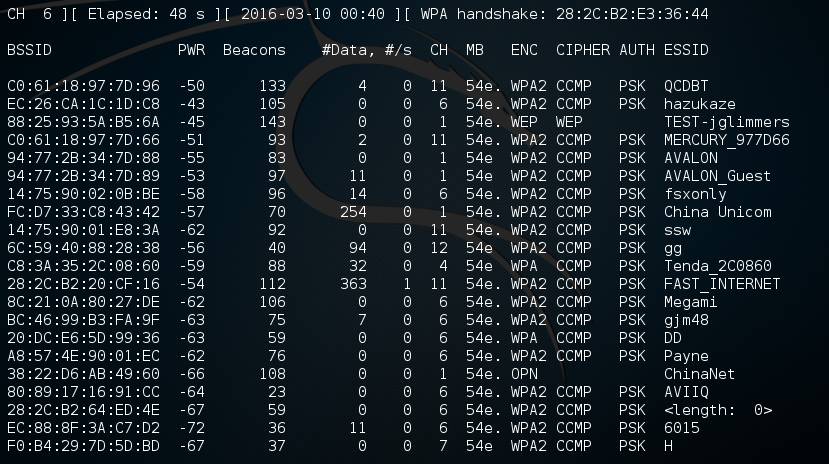 CH  6 ][ Elapsed: 48 s ][ 2016-03-10 00:40 ][ WPA handshake: 28:2C:B2:E3:36:44
BSSID              PWR  Beacons    #Data, #/s  CH  MB   ENC  CIPHER AUTH ESSID
C0:61:18:97:7D:96  -50      133        4    0  11  54e. WPA2 CCMP   PSK  QCDBT
EC:26:CA:1C:1D:C8  -43      105        0    0   6  54e. WPA2 CCMP   PSK  hazukaze
88:25:93:5A:B5:6A  -45      143        0    0   1  54e. WEP  WEP         TEST-jglimmers
C0:61:18:97:7D:66  -51       93        2    0  11  54e. WPA2 CCMP   PSK  MERCURY_977D66
94:77:2B:34:7D:88  -55       83        0    0   1  54e  WPA2 CCMP   PSK  AVALON
94:77:2B:34:7D:89  -53       97       11    0   1  54e  WPA2 CCMP   PSK  AVALON_Guest
14:75:90:02:0B:BE  -58       96       14    0   6  54e. WPA2 CCMP   PSK  fsxonly
FC:D7:33:C8:43:42  -57       70      254    0   1  54e. WPA2 CCMP   PSK  China Unicom
14:75:90:01:E8:3A  -62       92        0    0  11  54e. WPA2 CCMP   PSK  ssw
6C:59:40:88:28:38  -56       40       94    0  12  54e  WPA2 CCMP   PSK  gg
C8:3A:35:2C:08:60  -59       88       32    0   4  54e  WPA  CCMP   PSK  Tenda_2C0860
28:2C:B2:20:CF:16  -54      112      363    1  11  54e. WPA2 CCMP   PSK  FAST_INTERNET
8C:21:0A:80:27:DE  -62      106        0    0   6  54e. WPA2 CCMP   PSK  Megami
BC:46:99:B3:FA:9F  -63       75        7    0   6  54e. WPA2 CCMP   PSK  gjm48
20:DC:E6:5D:99:36  -63       59        0    0   6  54e. WPA  CCMP   PSK  DD
A8:57:4E:90:01:EC  -62       76        0    0   6  54e. WPA2 CCMP   PSK  Payne
38:22:D6:AB:49:60  -66      108        0    0   1  54e. OPN              ChinaNet
80:89:17:16:91:CC  -64       23        0    0   6  54e. WPA2 CCMP   PSK  AVIIQ
28:2C:B2:64:ED:4E  -67       59        0    0   6  54e. WPA2 CCMP   PSK  <length:  0>
EC:88:8F:3A:C7:D2  -72       36       11    0   6  54e. WPA2 CCMP   PSK  6015
F0:B4:29:7D:5D:BD  -67       37        0    0   7  54e  WPA2 CCMP   PSK  H